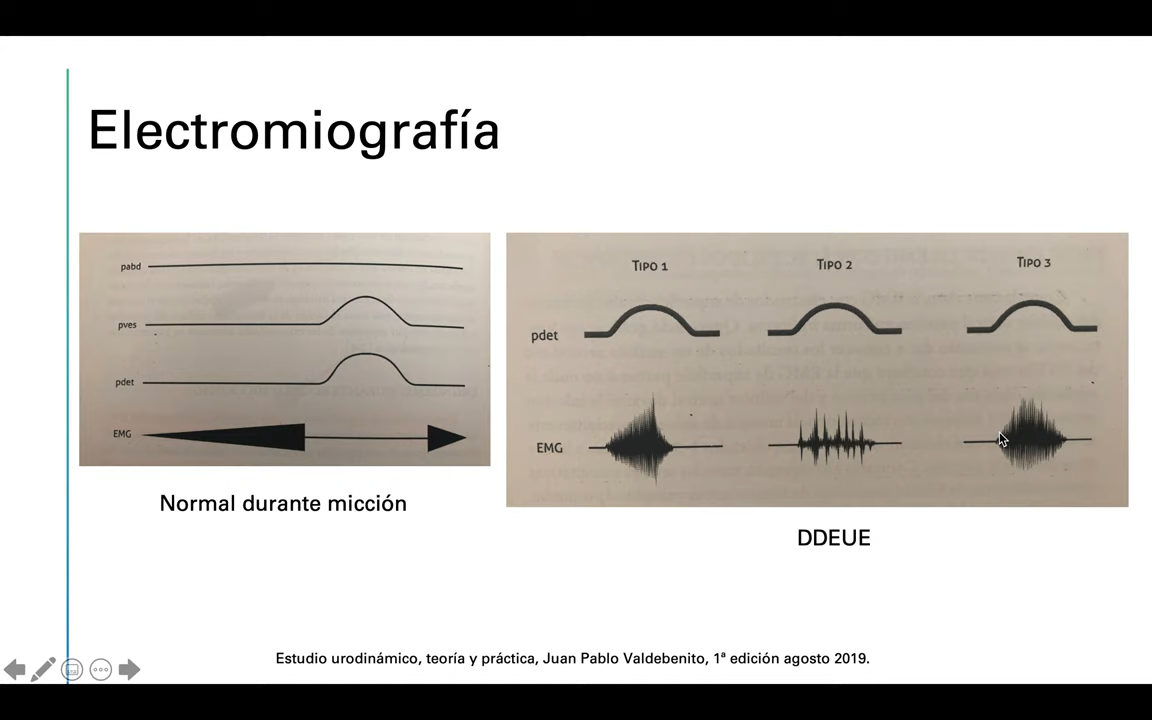 Electromiografía
pabd
pves
pdet
EMG
Normal durante micción
TIPO 1
TIPO 2
TIPO 3
pdet
EMG
DDEUE
Estudio urodinámico, teoría y práctica, Juan Pablo Valdebenito, 1ª edición agosto 2019.